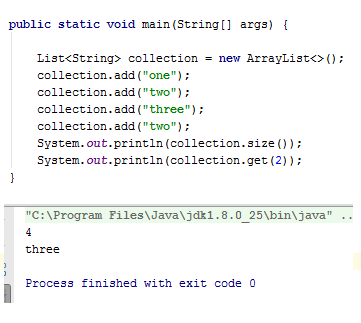 public static void main(String[] args) {
List<String> collection = new ArrayList<>();
collection.add("one");
collection.add("two");
collection.add("three");
collection.add("two");
System.out.println(collection.size());
System.out.println(collection.get(2));
}
"C:\Program Files\Java\jdk1.8.0_25\bin\java" ..
4
three
Process finished with exit code 0